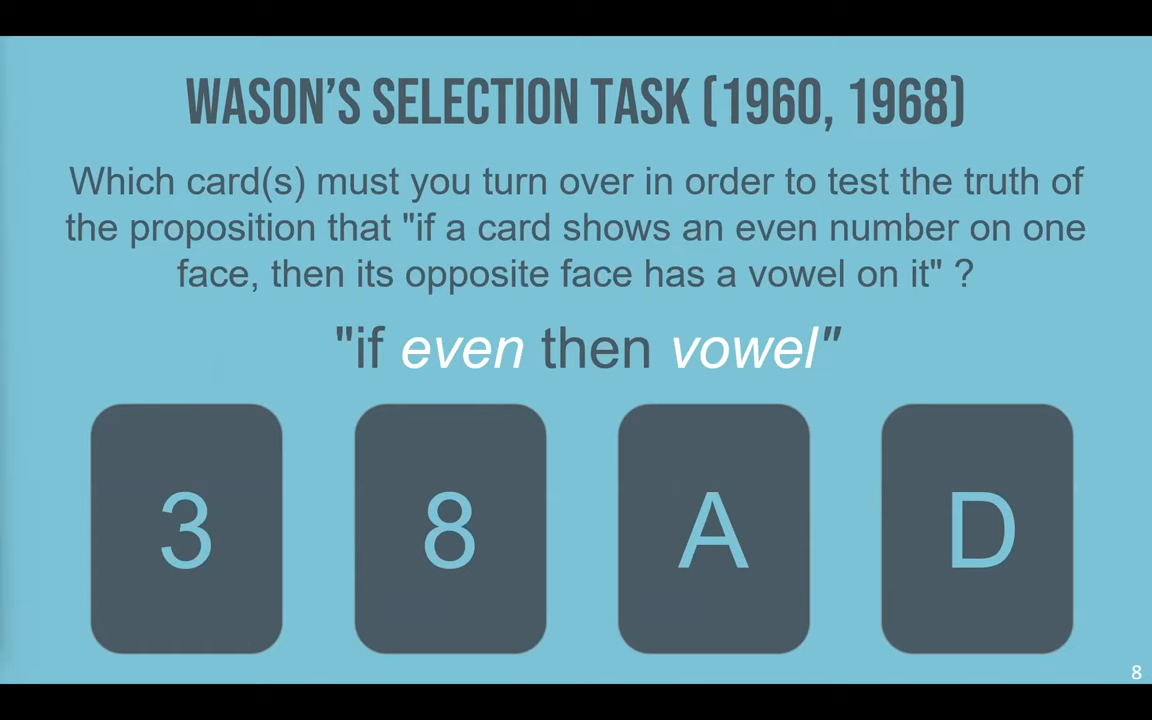 WASON'S SELECTION TASK (1960, 1968)
Which card(s) must you turn over in order to test the truth of
the proposition that "if a card shows an even number on one
face, then its opposite face has a vowel on it" ?
"if even then vowel"
3 8 A D
8